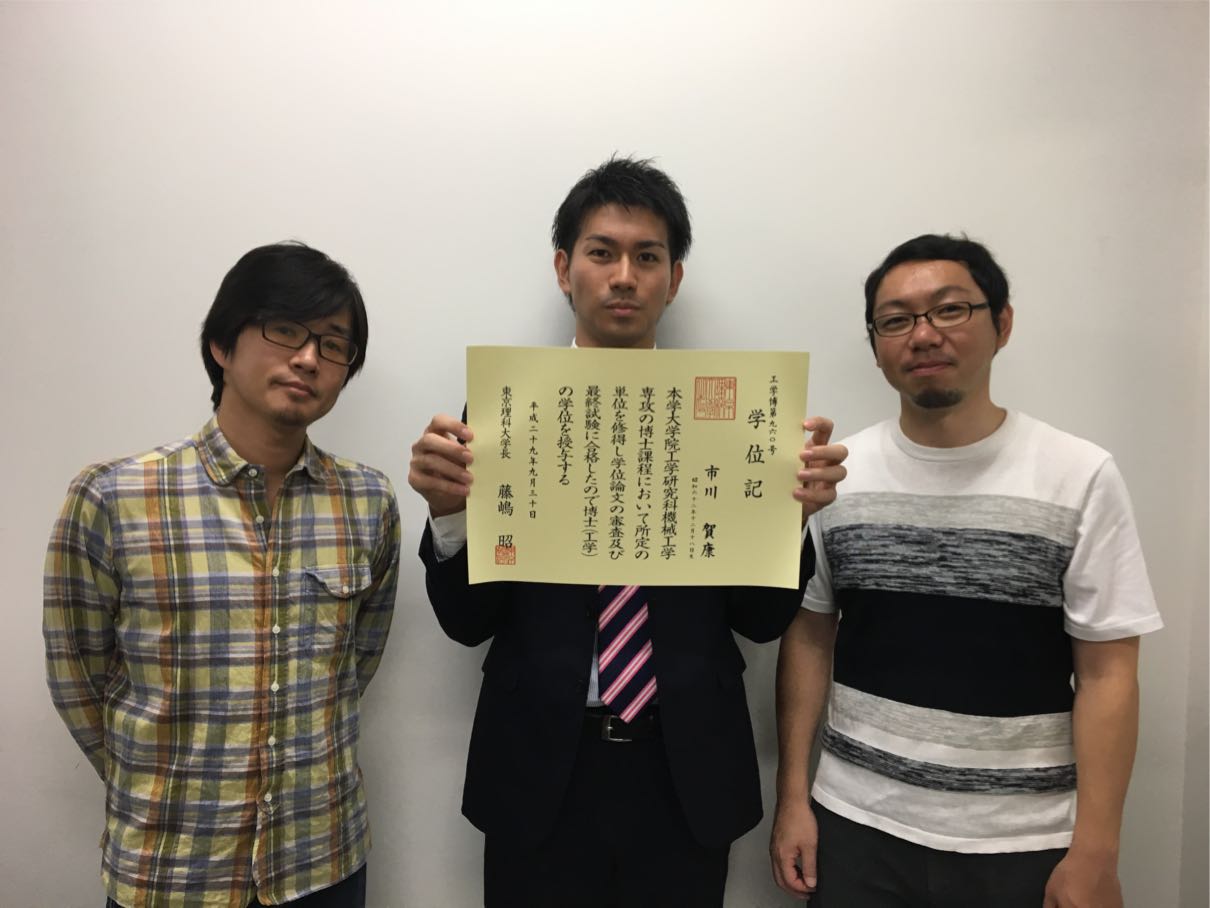 工学博第九六〇号
学位記
市川 賀康
昭和六十二年十二月十八日生
本学大学院工学研究科機械工学
専攻の博士課程において所定の
単位を修得し学位論文の審査及び
最終試験に合格したので博士(工学)
の学位を授与する
平成二十九年九月三十日
東京理科大学長 藤嶋 昭